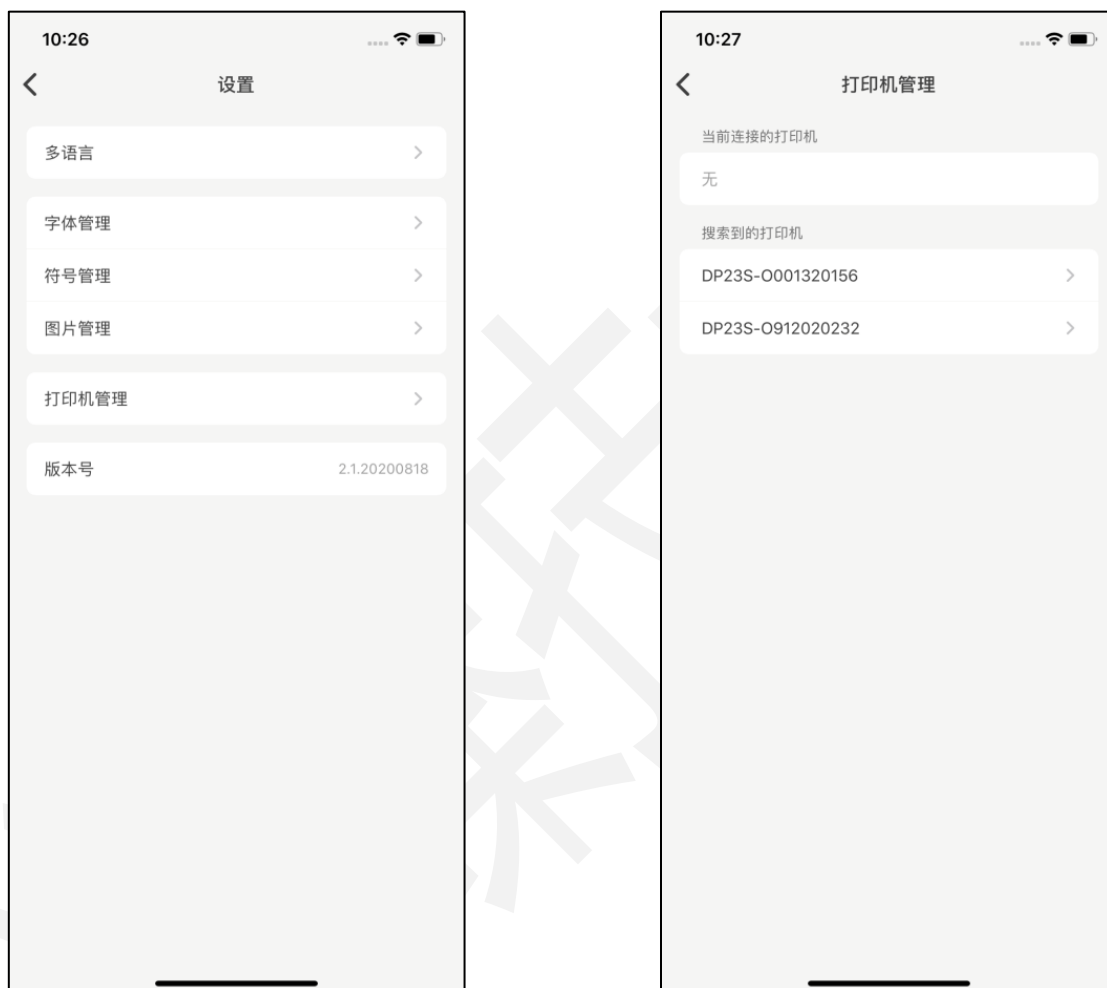 10:26
设置
多语言
字体管理
符号管理
图片管理
打印机管理
版本号 2.1.20200818
10:27
打印机管理
当前连接的打印机
无
搜索到的打印机
DP23S-O001320156
DP23S-O912020232